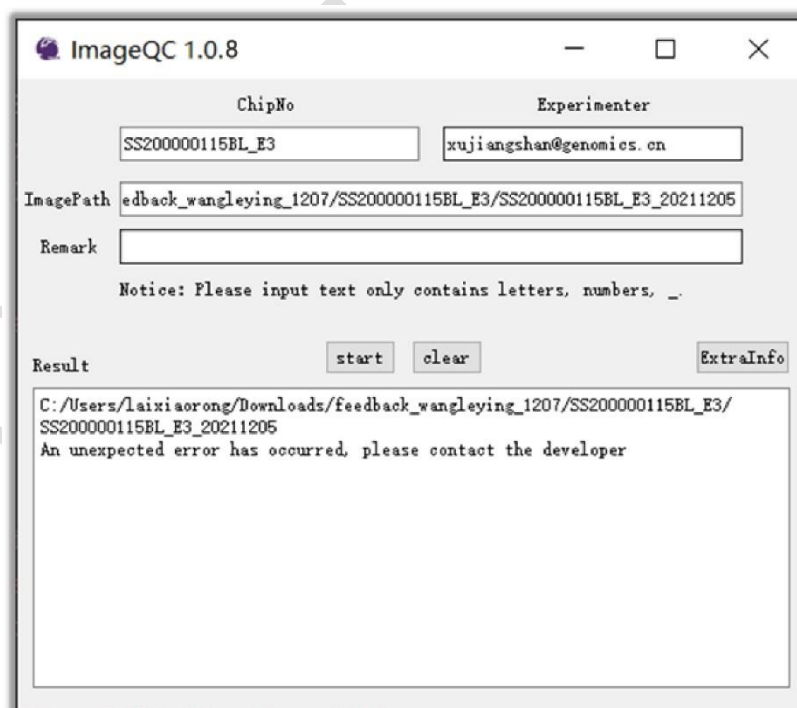 ImageQC 1.0.8
ChipNo Experimenter
SS200000115BL_E3 xujiangshan@genomics.cn
ImagePath edback_wangleying_1207/SS200000115BL_E3/SS200000115BL_E3_20211205
Remark
Notice: Please input text only contains letters, numbers, _.
Result start clear ExtraInfo
C:/Users/laixiaorong/Downloads/feedback_wangleying_1207/SS200000115BL_E3/
SS200000115BL_E3_20211205
An unexpected error has occurred, please contact the developer